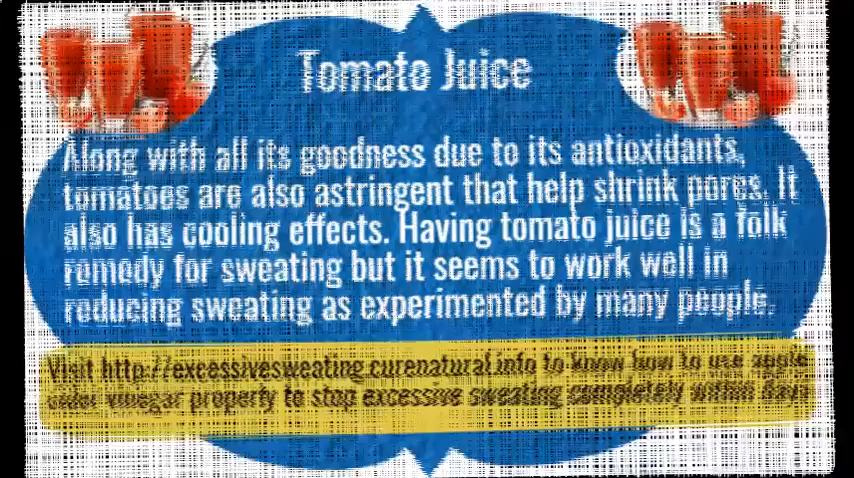 Tomato Juice
Along with all its goodness due to its antioxidants,
tomatoes are also astringent that help shrink pores. It
also has cooling effects. Having tomato juice is a folk
remedy for sweating but it seems to work well in
reducing sweating as experimented by many people.
Visit http://excessivesweating.curenatural.info to know how to use apple
cider vinegar property to stop excessive sweating completely within days